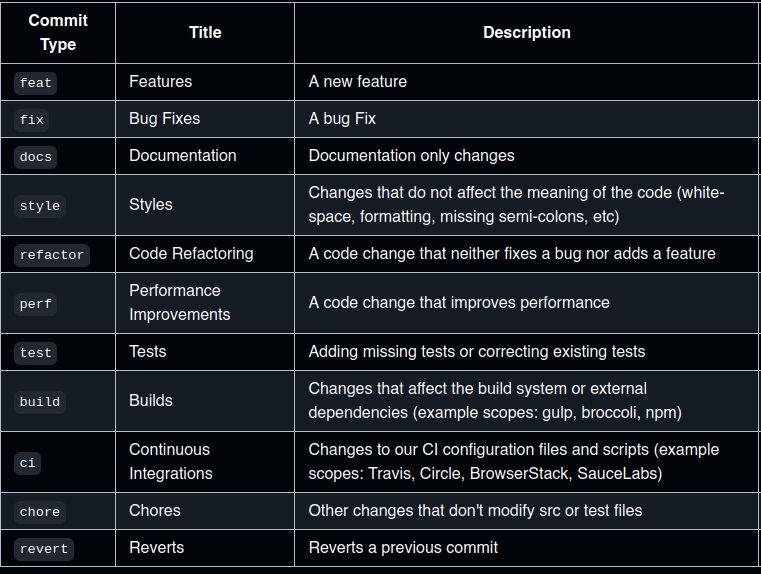 Commit Type Title Description
feat Features A new feature
fix Bug Fixes A bug Fix
docs Documentation Documentation only changes
style Styles Changes that do not affect the meaning of the code (white-
space, formatting, missing semi-colons, etc)
refactor Code Refactoring A code change that neither fixes a bug nor adds a feature
perf Performance Improvements A code change that improves performance
test Tests Adding missing tests or correcting existing tests
build Builds Changes that affect the build system or external
dependencies (example scopes: gulp, broccoli, npm)
ci Continuous Integrations Changes to our CI configuration files and scripts (example
scopes: Travis, Circle, BrowserStack, SauceLabs)
chore Chores Other changes that don't modify src or test files
revert Reverts Reverts a previous commit